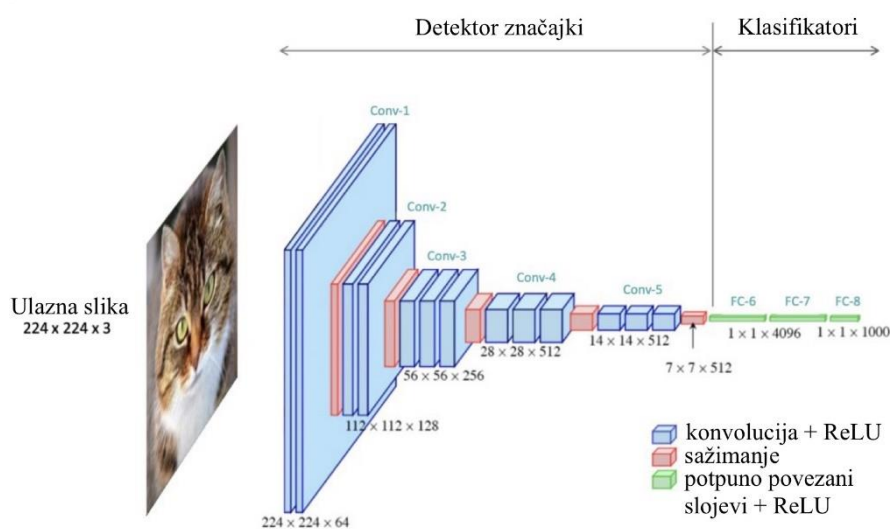 Detektor značajki
Klasifikatori
Conv-1
Conv-2
Conv-3
Conv-4
Conv-5
FC-6
FC-7
FC-8
Ulazna slika
224 x 224 x 3
1 × 1 × 4096
1 × 1 × 1000
28 × 28 × 512
14 × 14 × 512
7 × 7 × 512
56 × 56 × 256
112 × 112 × 128
224 × 224 × 64
konvolucija + ReLU
sažimanje
potpuno povezani
slojevi + ReLU